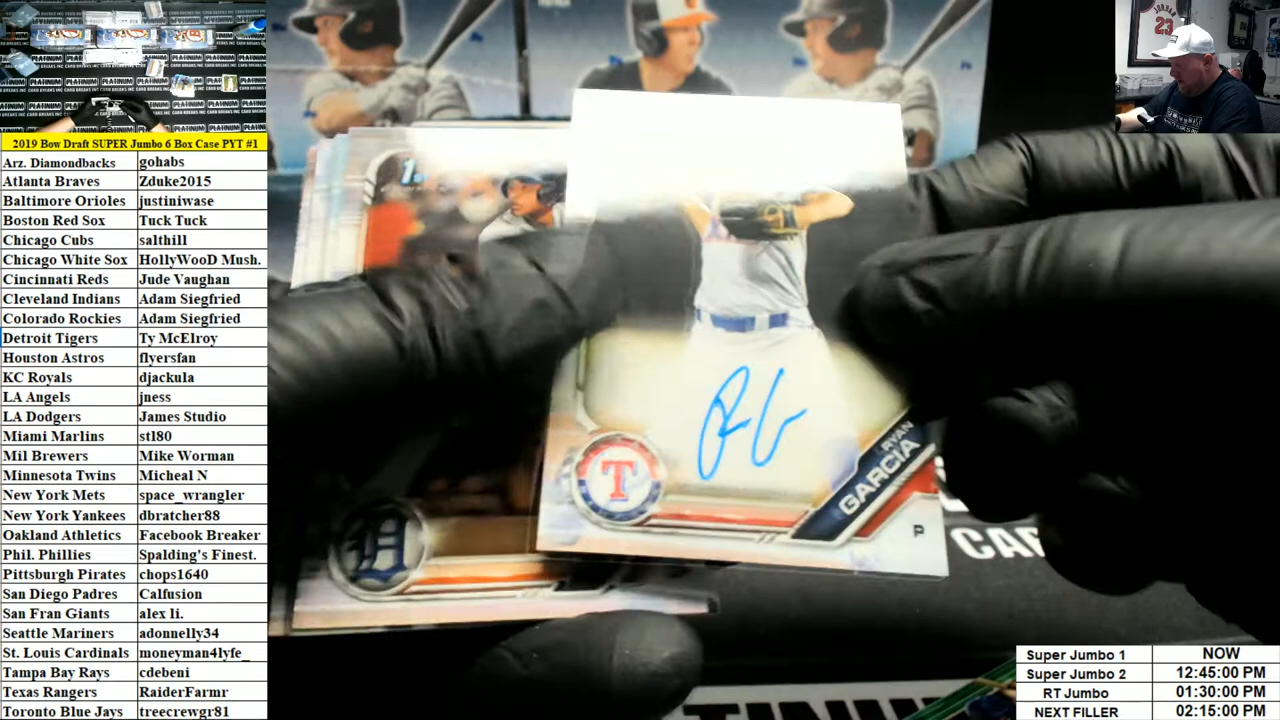 2019 Bow Draft SUPER Jumbo 6 Box Case PYT #1
Arz. Diamondbacks gohabs
Atlanta Braves Zduke2015
Baltimore Orioles justiniwase
Boston Red Sox Tuck Tuck
Chicago Cubs salthill
Chicago White Sox HollyWooD Mush.
Cincinnati Reds Jude Vaughan
Cleveland Indians Adam Siegfried
Colorado Rockies Adam Siegfried
Detroit Tigers Ty McElroy
Houston Astros flyersfan
KC Royals djackula
LA Angels jness
LA Dodgers James Studio
Miami Marlins stl80
Mil Brewers Mike Worman
Minnesota Twins Micheal N
New York Mets space_wrangler
New York Yankees dbratcher88
Oakland Athletics Facebook Breaker
Phil. Phillies Spalding's Finest.
Pittsburgh Pirates chops1640
San Diego Padres Calfusion
San Fran Giants alex li.
Seattle Mariners adonnelly34
St. Louis Cardinals moneyman4lyfe_
Tampa Bay Rays cdebeni
Texas Rangers RaiderFarmr
Toronto Blue Jays treecrewgr81
PLATINUM
CARD BREAKS INC
JORDAN
23
1st
T
RYAN
GARCIA
P
D
CAR
Super Jumbo 1 NOW
Super Jumbo 2 12:45:00 PM
RT Jumbo 01:30:00 PM
NEXT FILLER 02:15:00 PM